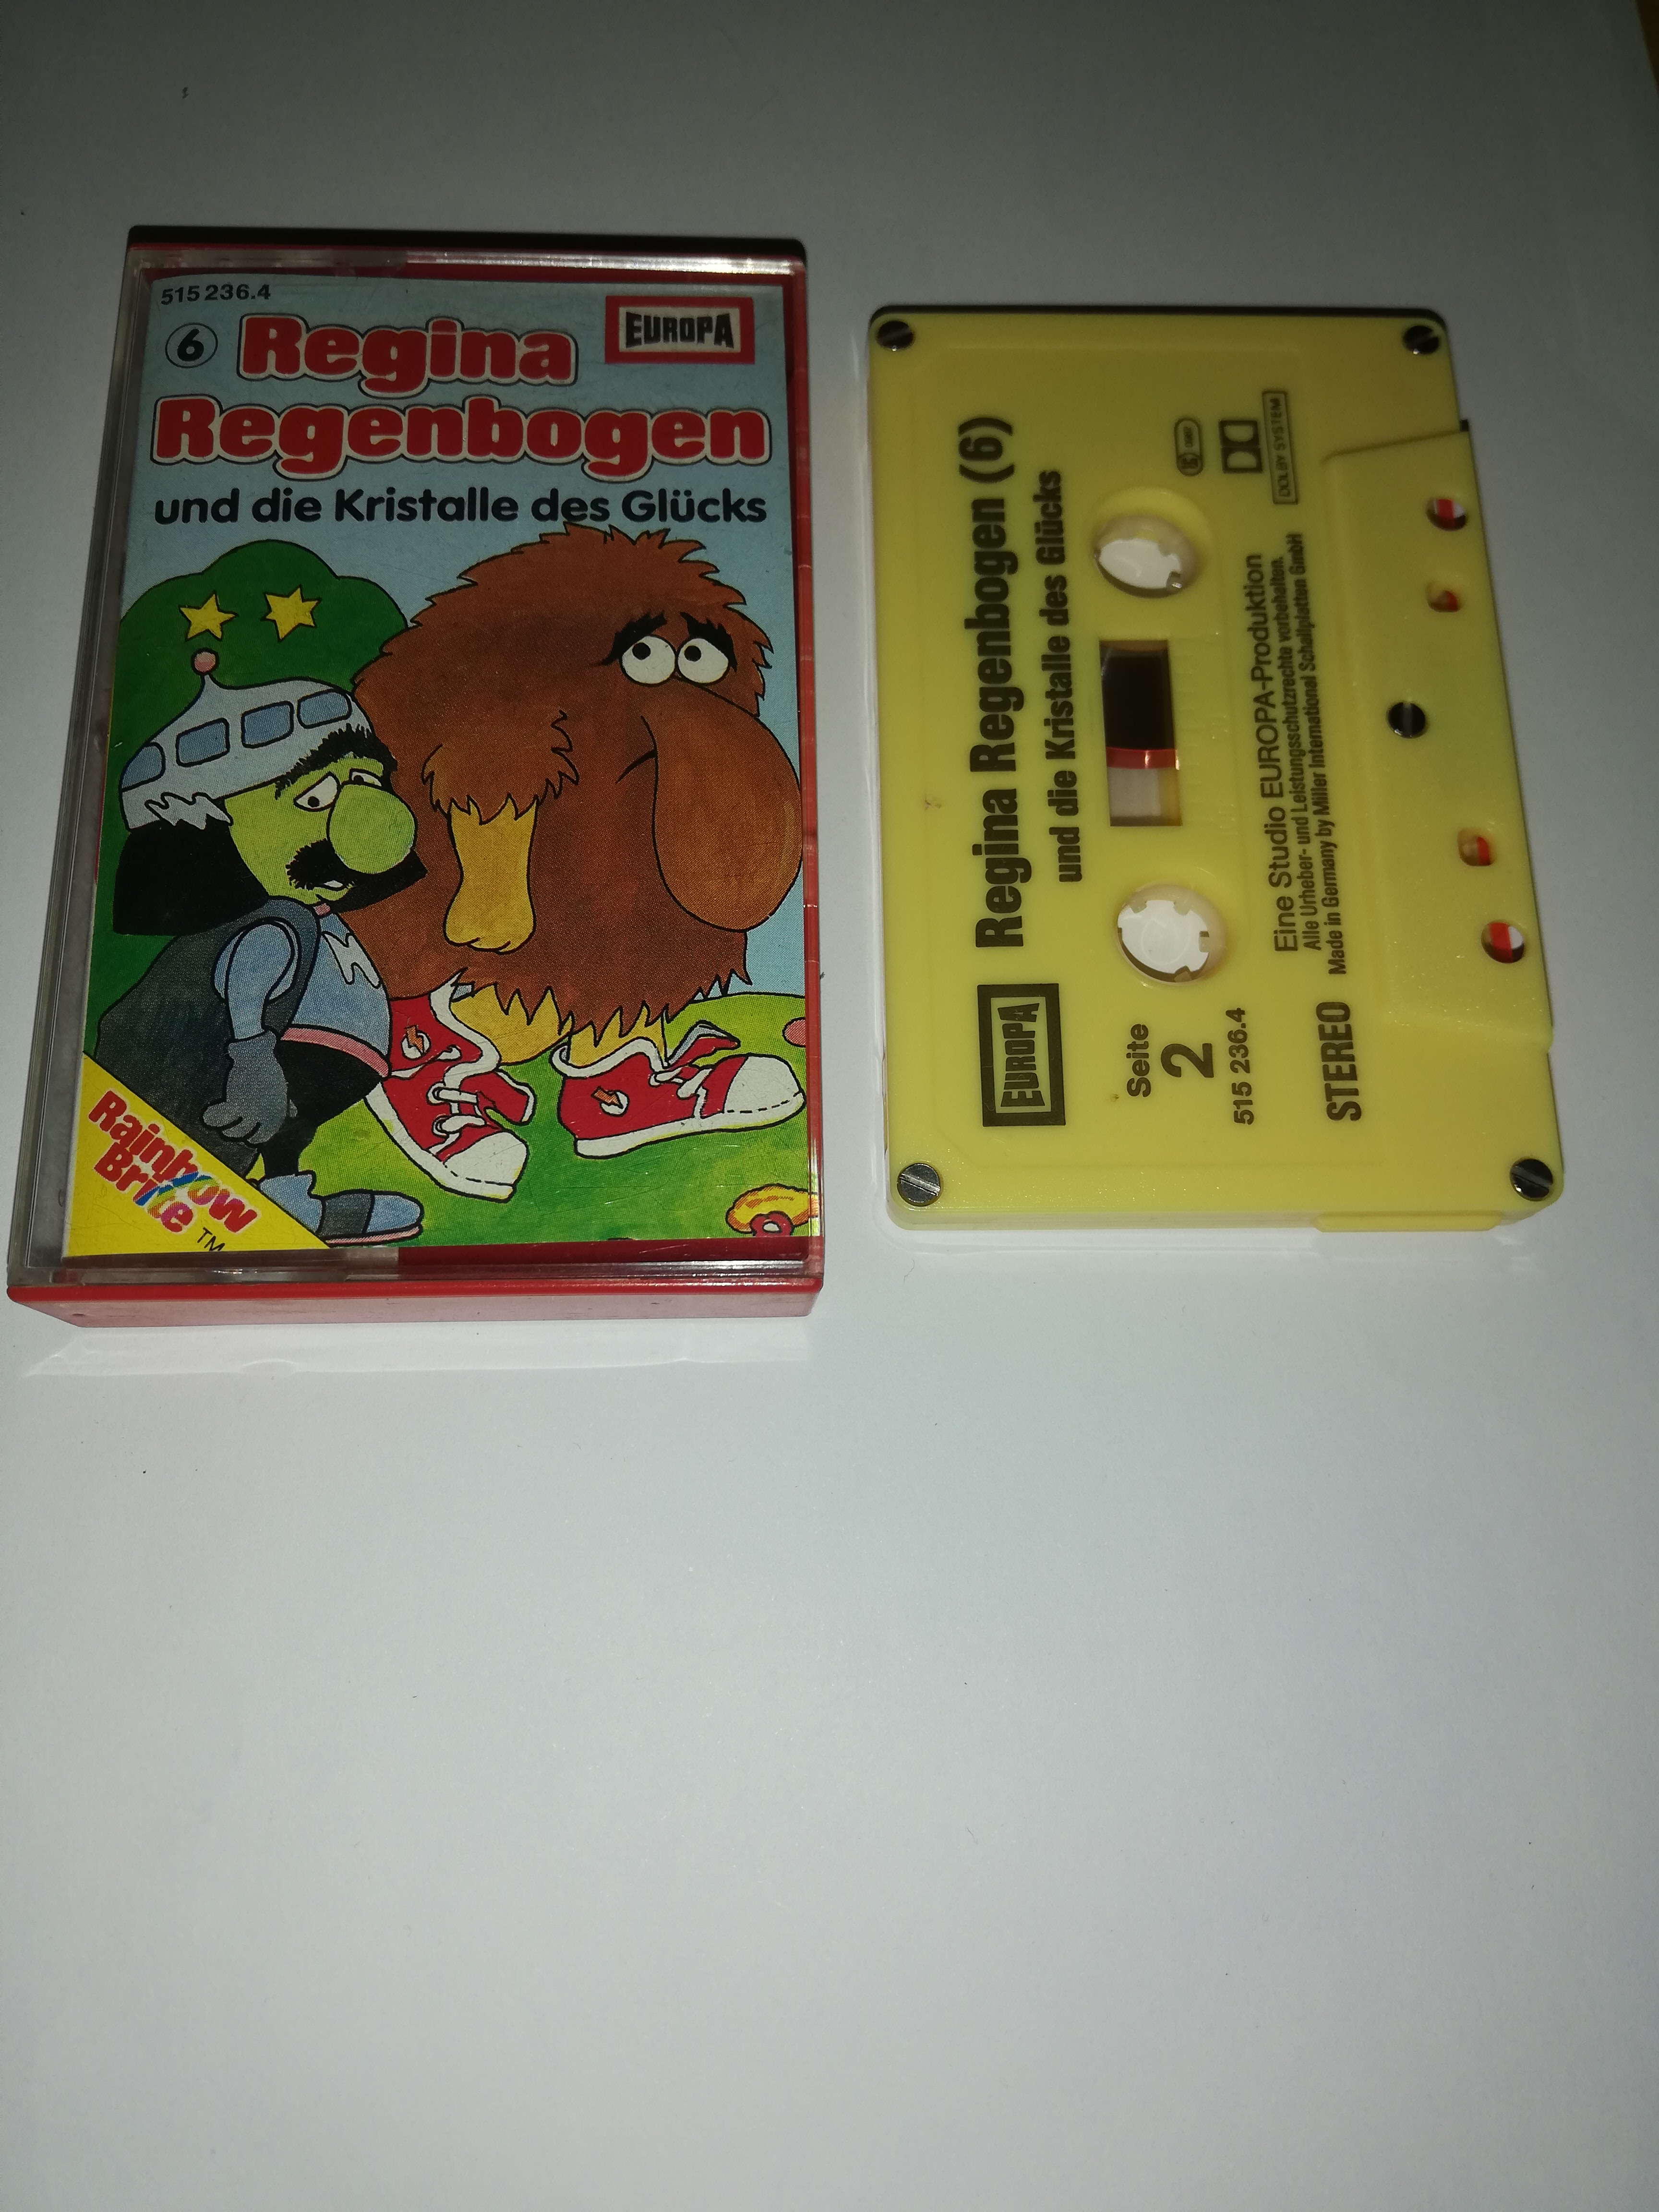 515 236.4
6
Regina
EUROPA
Regenbogen
und die Kristalle des Glücks
Rainbow
Brite
TM
EUROPA
Regina Regenbogen (6)
und die Kristalle des Glücks
Seite
2
515 236.4
STEREO
Eine Studio EUROPA-Produktion
Alle Urheber- und Leistungsschutzrechte vorbehalten.
Made in Germany by Miller International Schallplatten GmbH
DOLBY SYSTEM